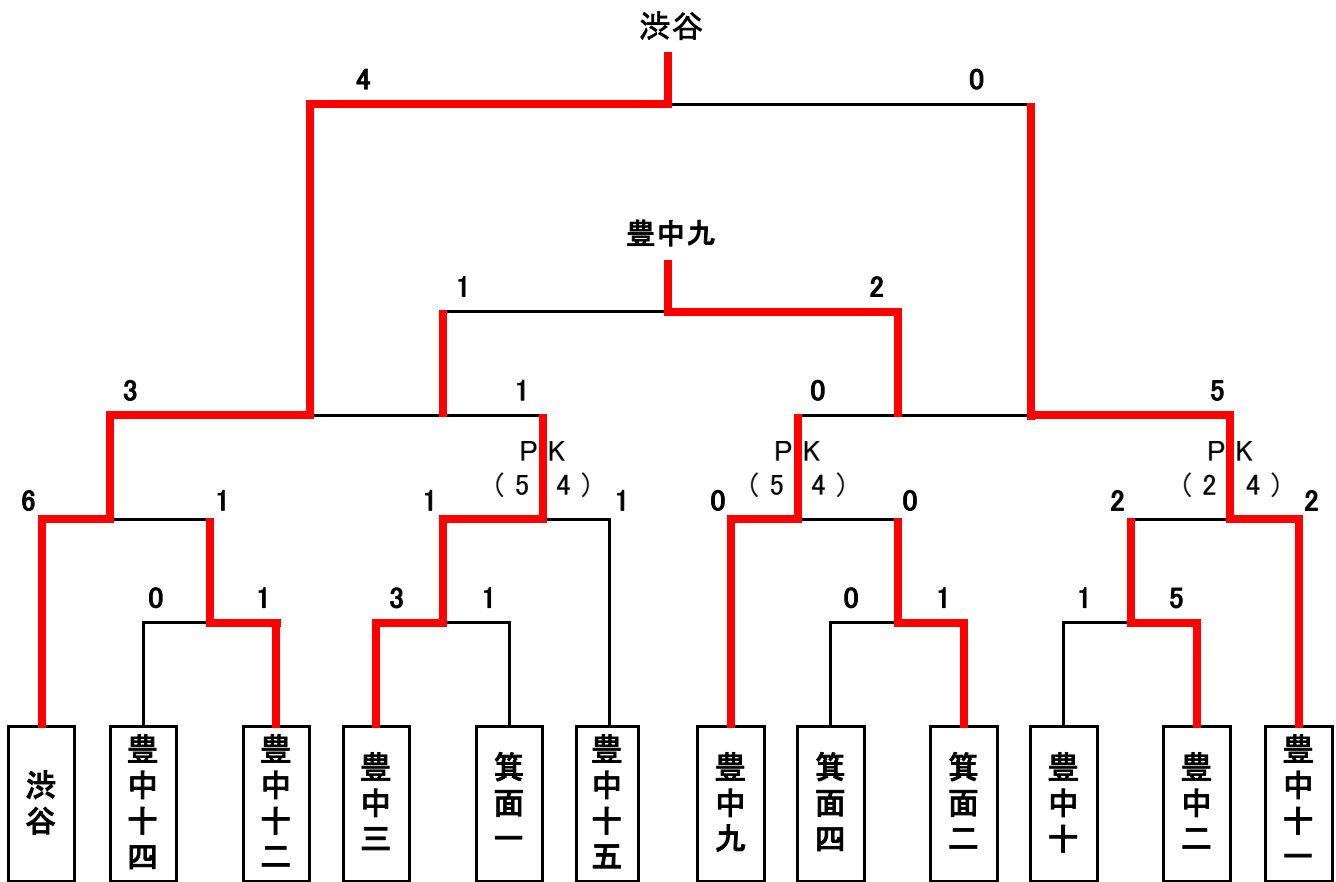 渋谷
4 0
豊中九
1 2
3 1 0 5
PK PK PK
(5 4) (5 4) (2 4)
6 1 1 1 0 0 2 2
0 1 3 1 0 1 1 5
渋谷
豊中十四
豊中十二
豊中三
箕面一
豊中十五
豊中九
箕面四
箕面二
豊中十
豊中二
豊中十一